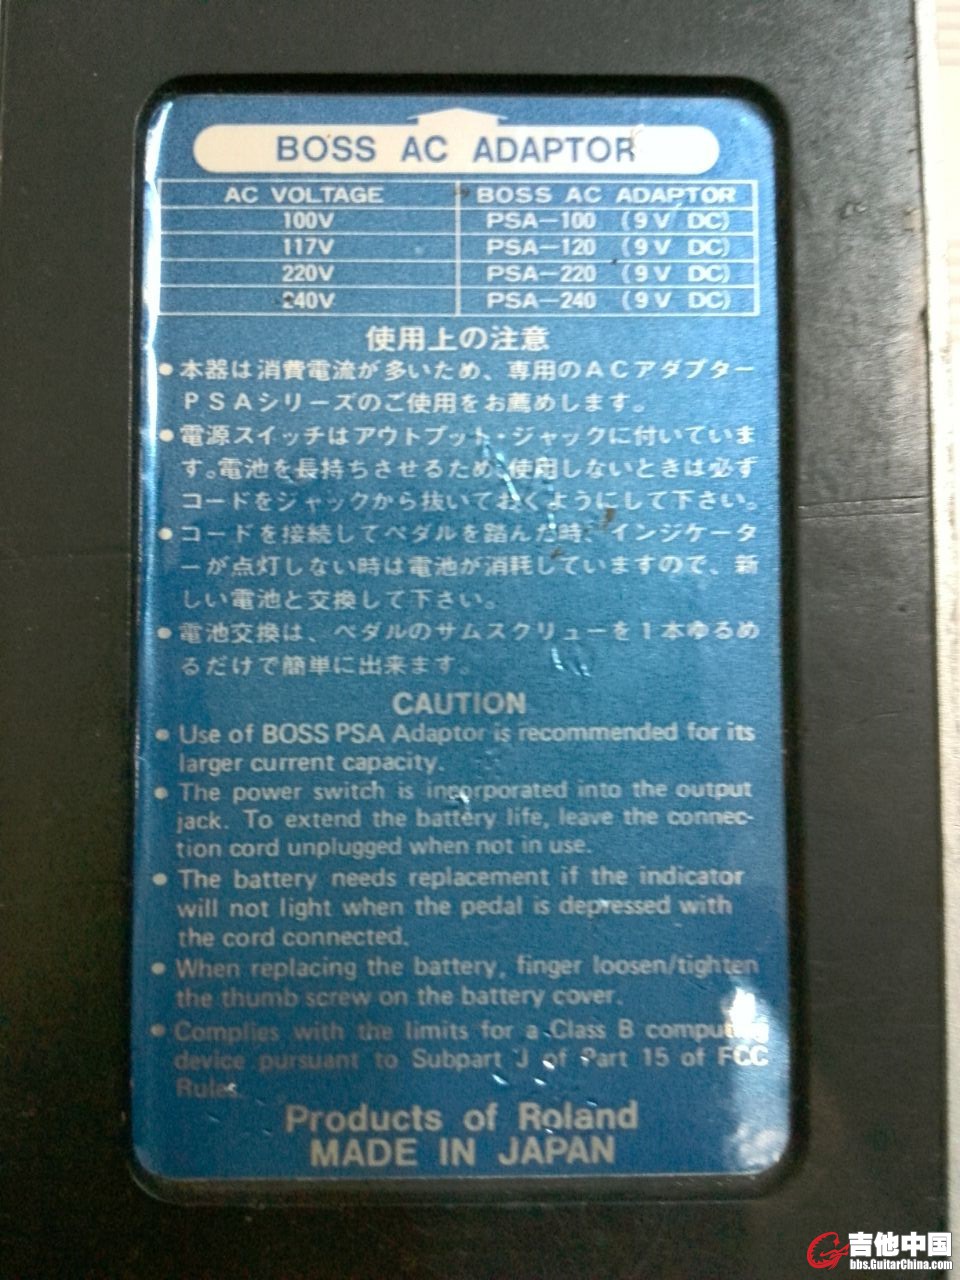 BOSS AC ADAPTOR
AC VOLTAGE BOSS AC ADAPTOR
100V PSA-100 (9V DC)
117V PSA-120 (9V DC)
220V PSA-220 (9V DC)
240V PSA-240 (9V DC)
使用上の注意
●本器は消費電流が多いため、専用のACアダプター
PSAシリーズのご使用をお薦めします。
●電源スイッチはアウトプット・ジャックに付いていま
す。電池を長持ちさせるため、使用しないときは必ず
コードをジャックから抜いておくようにして下さい。
●コードを接続してペダルを踏んだ時、インジケータ
ーが点灯しない時は電池が消耗していますので、新
しい電池と交換して下さい。
●電池交換は、ペダルのサムスクリューを1本ゆるめ
るだけで簡単に出来ます。
CAUTION
● Use of BOSS PSA Adaptor is recommended for its
larger current capacity.
● The power switch is incorporated into the output
jack. To extend the battery life, leave the connec-
tion cord unplugged when not in use.
● The battery needs replacement if the indicator
will not light when the pedal is depressed with
the cord connected.
● When replacing the battery, finger loosen/tighten
the thumb screw on the battery cover.
● Complies with the limits for a Class B computing
device pursuant to Subpart J of Part 15 of FCC
Rules.
Products of Roland
MADE IN JAPAN
吉他中国
bbs.GuitarChina.com